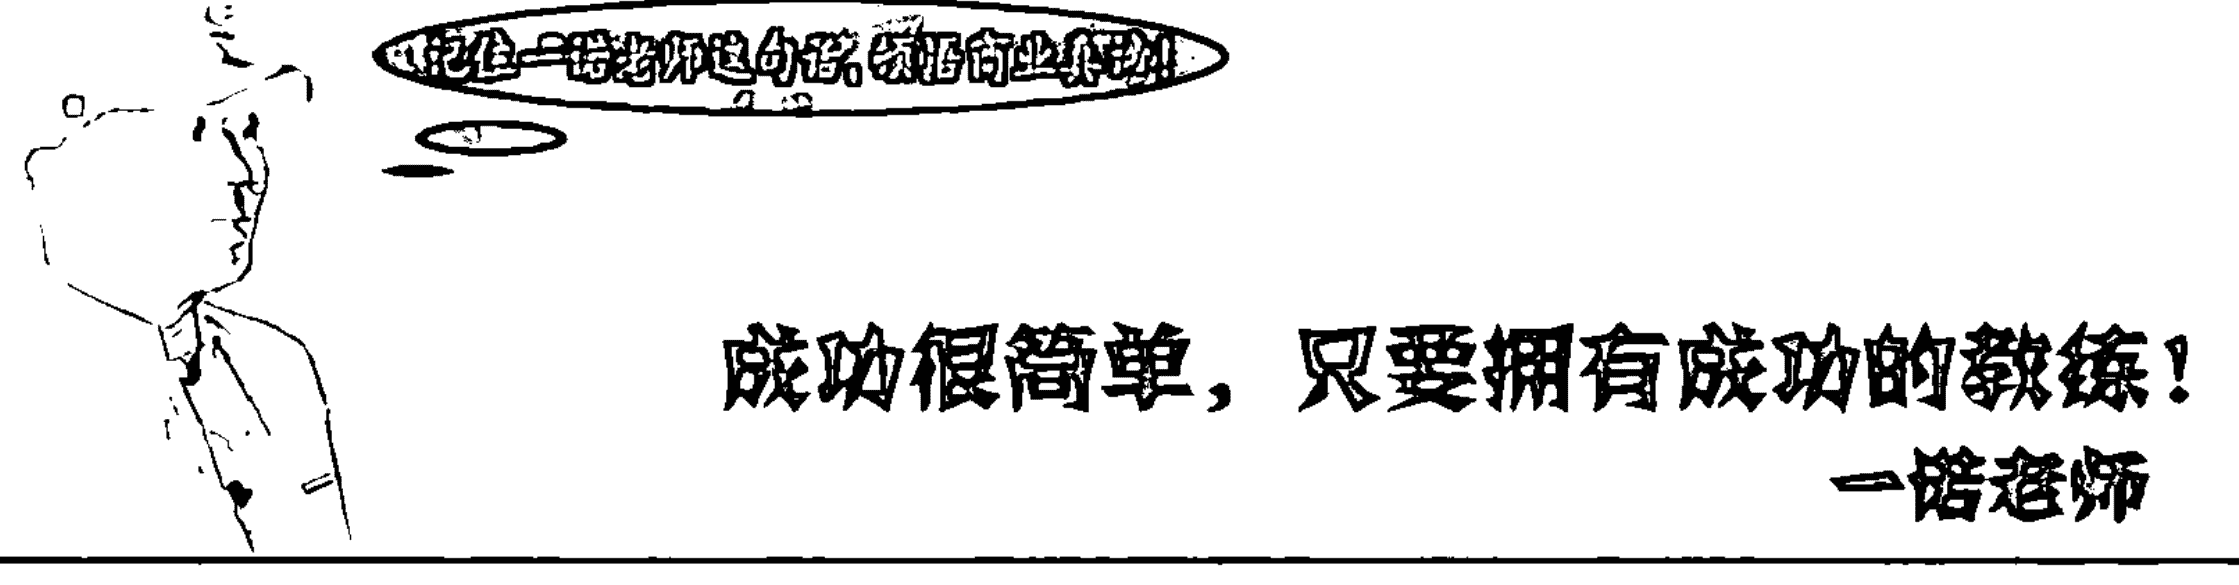 记住一诺老师这句话,领悟商业真谛!
成功很简单,只要拥有成功的教练!
一诺老师